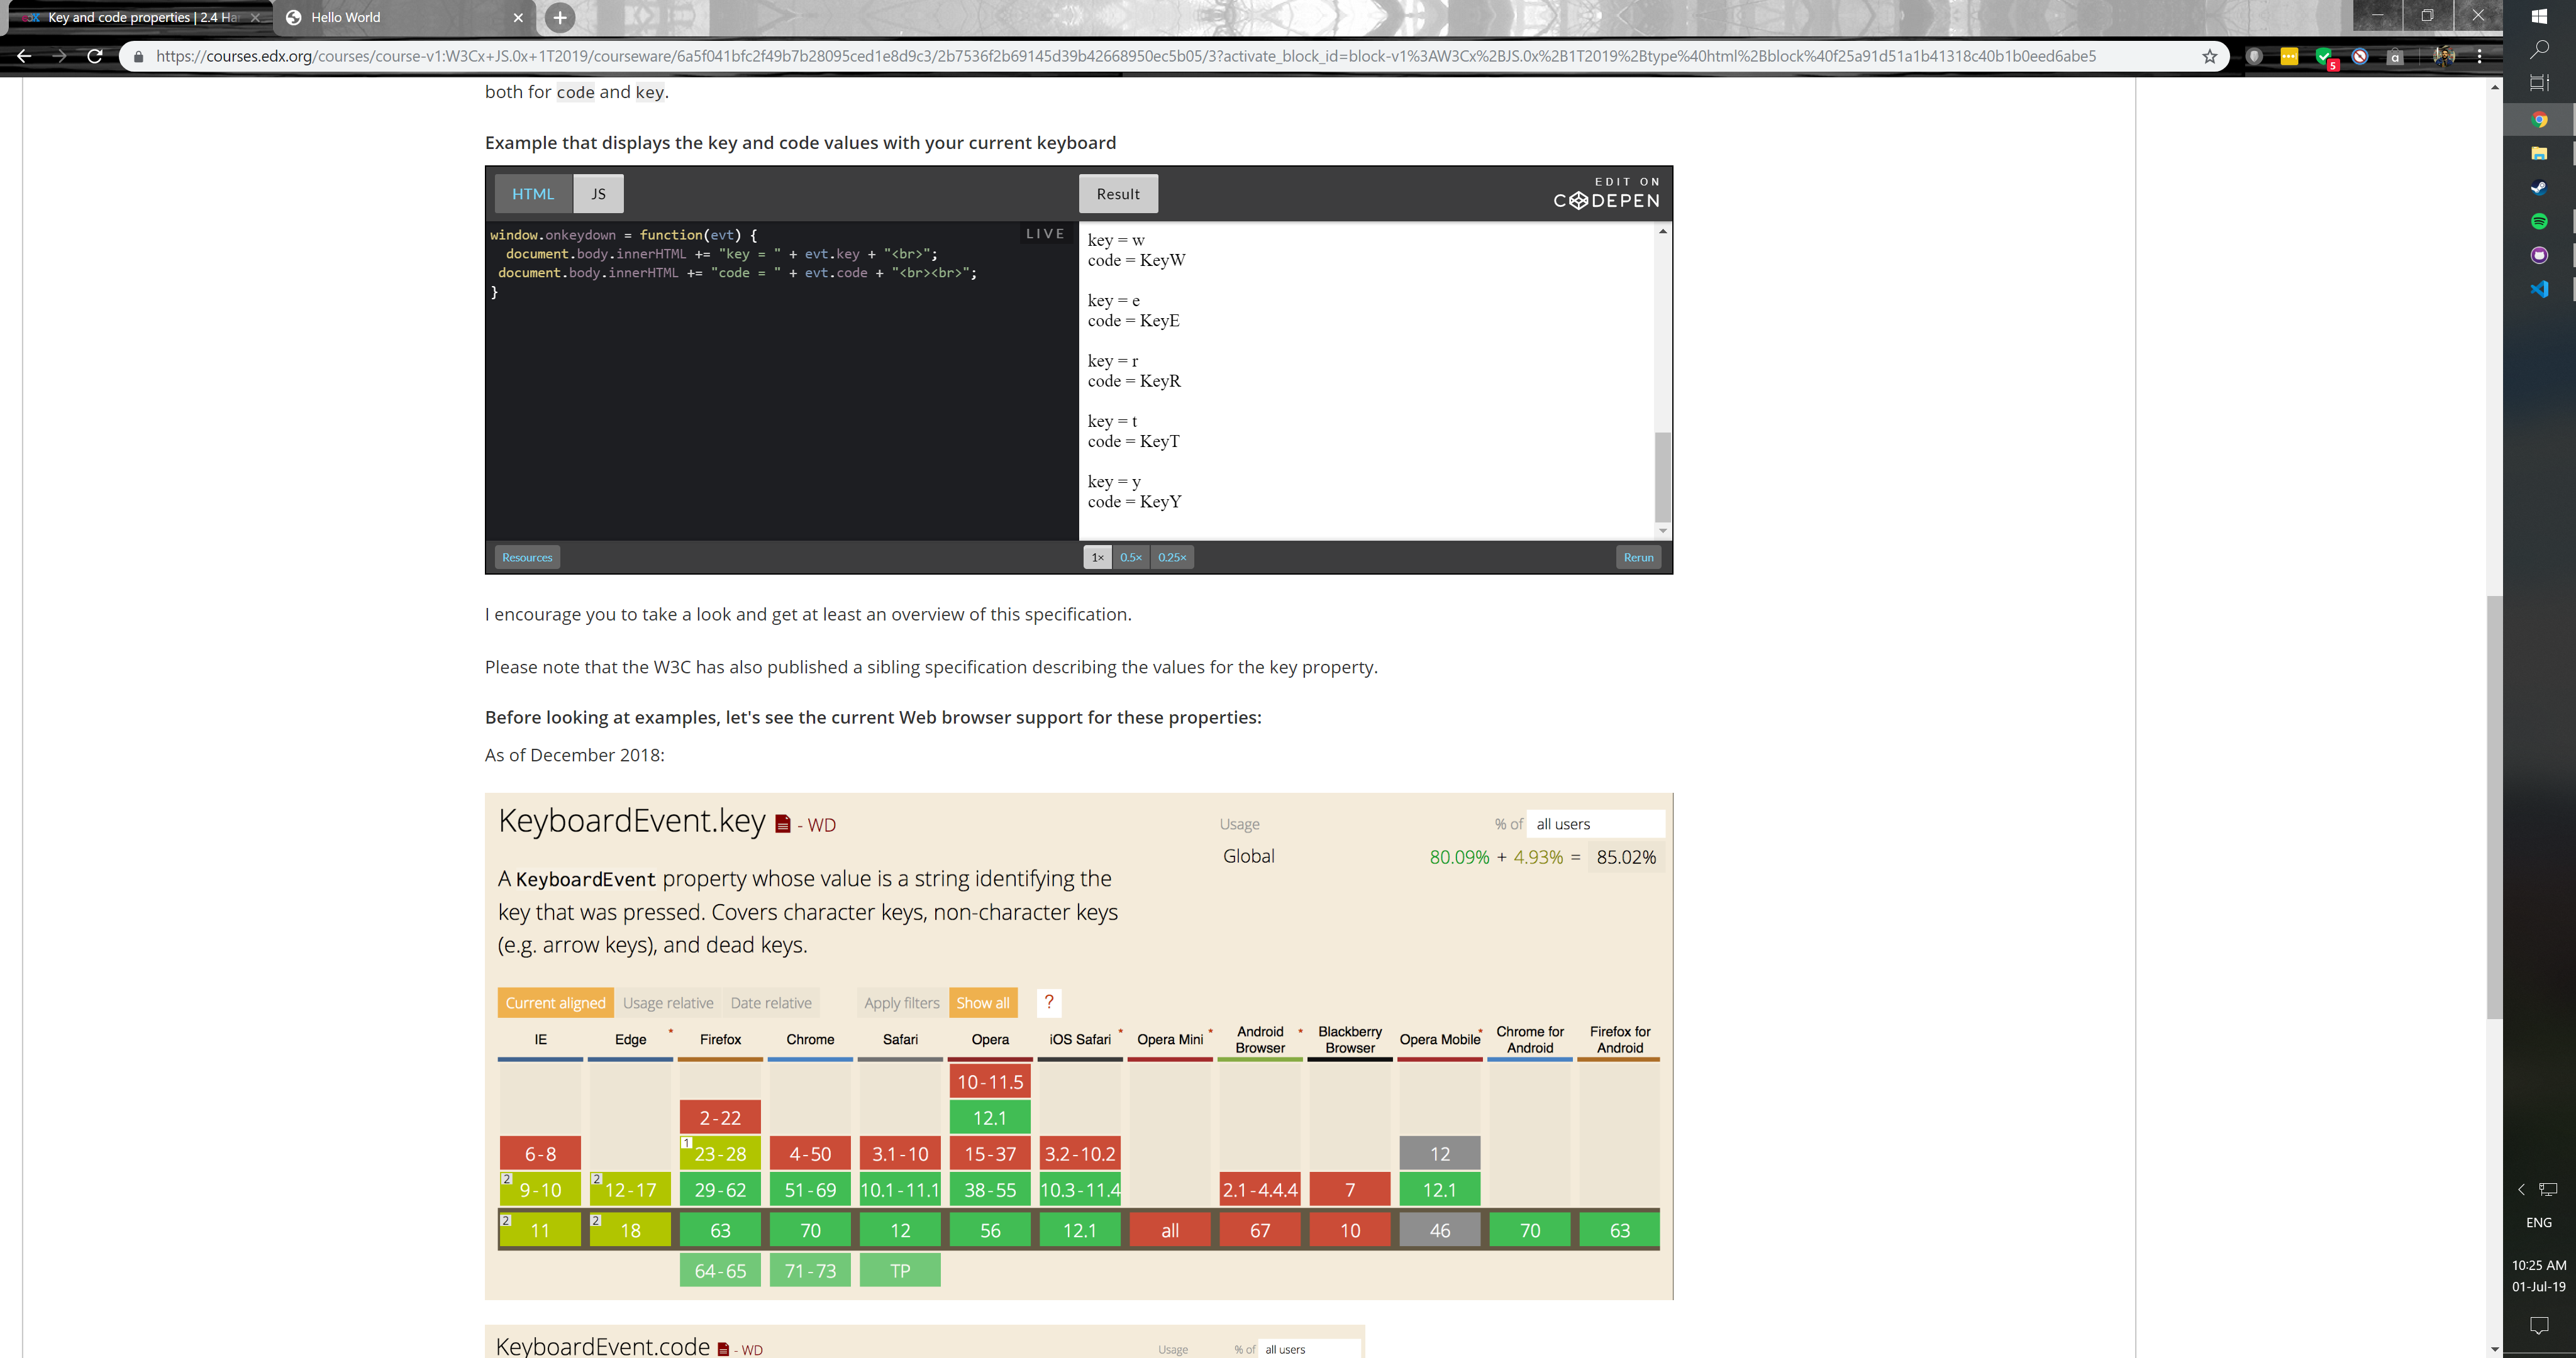 Key and code properties | 2.4 Ha
Hello World
https://courses.edx.org/courses/course-v1:W3Cx+JS.0x+1T2019/courseware/6a5f041bfc2f49b7b28095ced1e8d9c3/2b7536f2b69145d39b42668950ec5b05/3?activate_block_id=block-v1%3AW3Cx%2BJS.0x%2B1T2019%2Btype%40html%2Bblock%40f25a91d51a1b41318c40b1b0eed6abe5
5
both for code and key.
Example that displays the key and code values with your current keyboard
HTML JS Result EDIT ON
CODEPEN
LIVE
window.onkeydown = function(evt) {
document.body.innerHTML += "key = " + evt.key + "<br>";
document.body.innerHTML += "code = " + evt.code + "<br><br>";
}
key = w
code = KeyW
key = e
code = KeyE
key = r
code = KeyR
key = t
code = KeyT
key = y
code = KeyY
Resources 1× 0.5× 0.25× Rerun
I encourage you to take a look and get at least an overview of this specification.
Please note that the W3C has also published a sibling specification describing the values for the key property.
Before looking at examples, let's see the current Web browser support for these properties:
As of December 2018:
KeyboardEvent.key - WD
Usage % of all users
Global 80.09% + 4.93% = 85.02%
A KeyboardEvent property whose value is a string identifying the
key that was pressed. Covers character keys, non-character keys
(e.g. arrow keys), and dead keys.
Current aligned Usage relative Date relative Apply filters Show all ?
IE Edge * Firefox Chrome Safari Opera iOS Safari * Opera Mini * Android Browser * Blackberry Browser Opera Mobile * Chrome for Android Firefox for Android
10-11.5
2-22 12.1
6-8 1 23-28 4-50 3.1-10 15-37 3.2-10.2 12
2 9-10 2 12-17 29-62 51-69 10.1-11.1 38-55 10.3-11.4 2.1-4.4.4 7 12.1
2 11 2 18 63 70 12 56 12.1 all 67 10 46 70 63
64-65 71-73 TP
KeyboardEvent.code - WD
Usage % of all users
ENG
10:25 AM
01-Jul-19